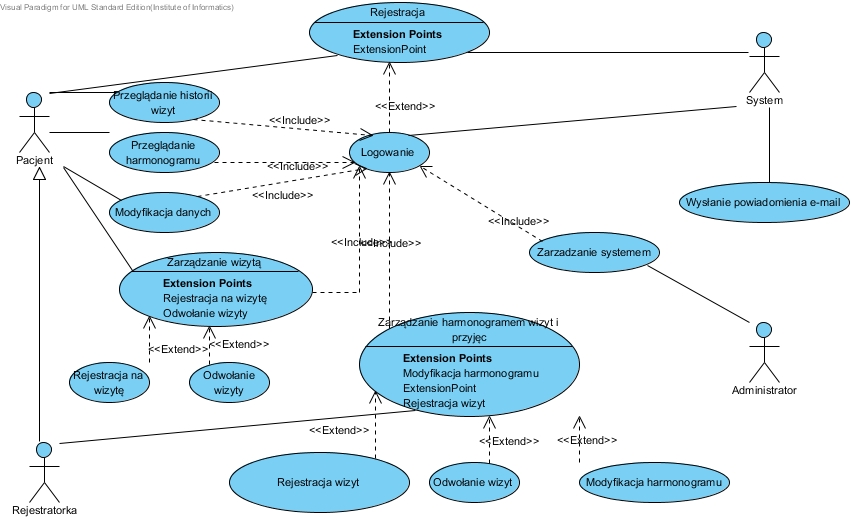 Visual Paradigm for UML Standard Edition(Institute of Informatics)
Rejestracja
Extension Points
ExtensionPoint
System
Pacjent
Przeglądanie historii
wizyt
<<Include>>
<<Extend>>
Przeglądanie
harmonogramu
<<Include>>
Logowanie
Modyfikacja danych
<<Include>>
Wysłanie powiadomienia e-mail
<<Include>>
<<Include>>
<<Include>>
Zarzadzanie systemem
Zarządzanie wizytą
Extension Points
Rejestracja na wizytę
Odwołanie wizyty
<<Extend>>
<<Extend>>
Rejestracja na
wizytę
Odwołanie
wizyty
Zarządzanie harmonogramem wizyt i
przyjęc
Extension Points
Modyfikacja harmonogramu
ExtensionPoint
Rejestracja wizyt
Administrator
<<Extend>>
<<Extend>>
<<Extend>>
Rejestracja wizyt
Odwołanie wizyt
Modyfikacja harmonogramu
Rejestratorka